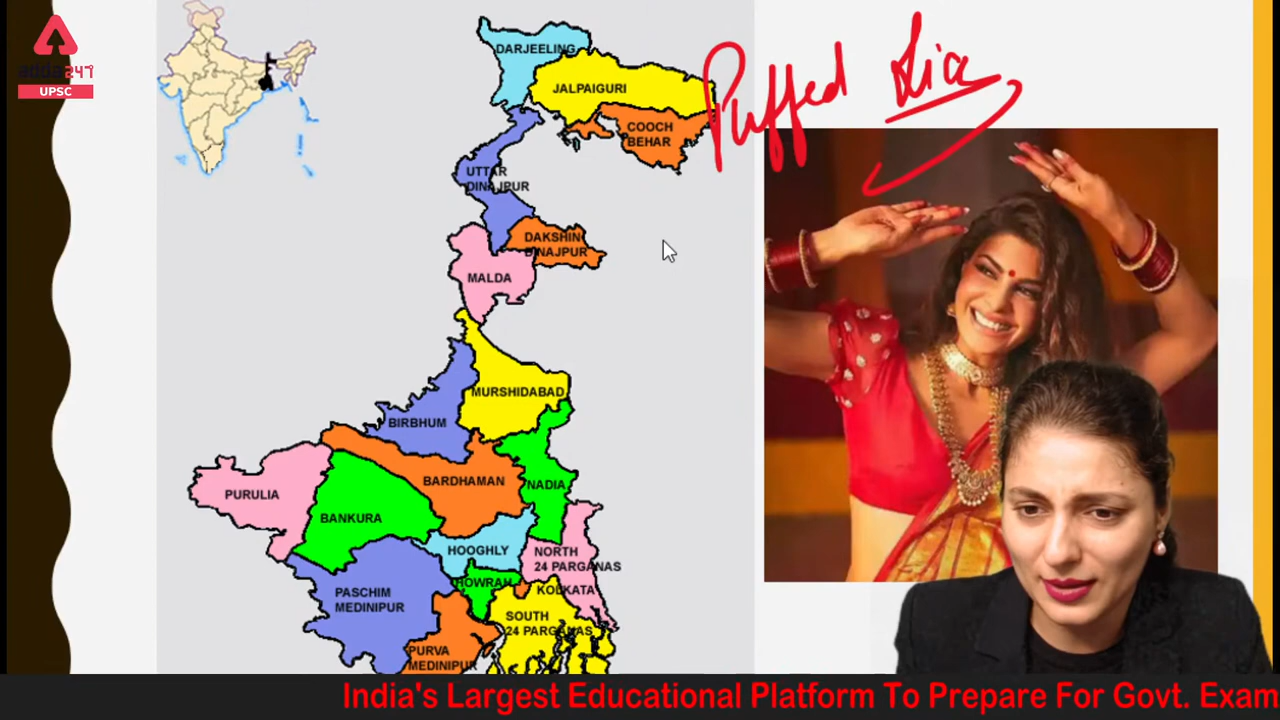 adda247
UPSC
Puffed
DARJEELING
JALPAIGURI
COOCH
BEHAR
UTTAR
DINAJPUR
DAKSHIN
DINAJPUR
MALDA
MURSHIDABAD
BIRBHUM
BARDHAMAN
NADIA
PURULIA
BANKURA
HOOGHLY
NORTH
24 PARGANAS
HOWRAH
KOLKATA
PASCHIM
MEDINIPUR
SOUTH
24 PARGANAS
PURVA
MEDINIPUR
India's Largest Educational Platform To Prepare For Govt. Exam